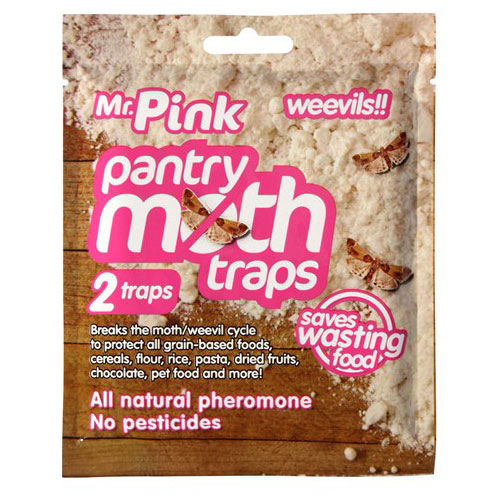 Mr. Pink
weevils!!
pantry
moth
traps
2 traps
Breaks the moth/weevil cycle
to protect all grain-based foods,
cereals, flour, rice, pasta, dried fruits,
chocolate, pet food and more!
saves
wasting
food
All natural pheromone
No pesticides